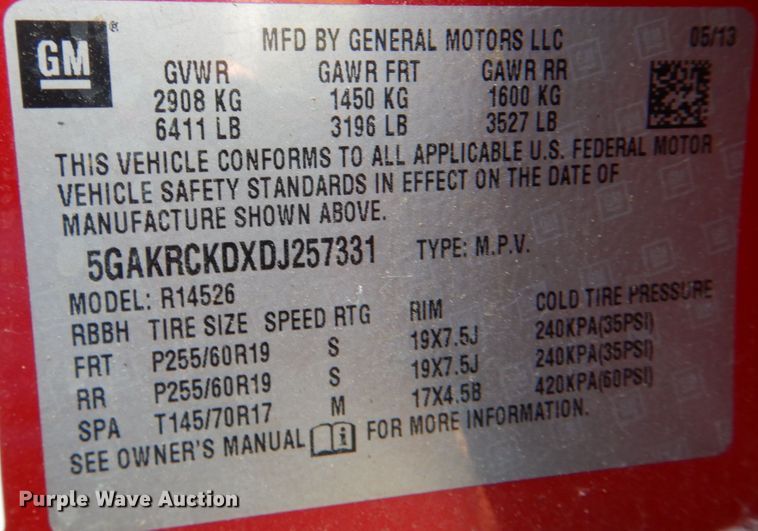 GM ®
MFD BY GENERAL MOTORS LLC 05/13
GVWR GAWR FRT GAWR RR
2908 KG 1450 KG 1600 KG
6411 LB 3196 LB 3527 LB
THIS VEHICLE CONFORMS TO ALL APPLICABLE U.S. FEDERAL MOTOR
VEHICLE SAFETY STANDARDS IN EFFECT ON THE DATE OF
MANUFACTURE SHOWN ABOVE.
5GAKRCKDXDJ257331 TYPE: M.P.V.
MODEL: R14526
RBBH TIRE SIZE SPEED RTG RIM COLD TIRE PRESSURE
FRT P255/60R19 S 19X7.5J 240KPA(35PSI)
RR P255/60R19 S 19X7.5J 240KPA(35PSI)
SPA T145/70R17 M 17X4.5B 420KPA(60PSI)
SEE OWNER'S MANUAL i FOR MORE INFORMATION.
Purple Wave Auction